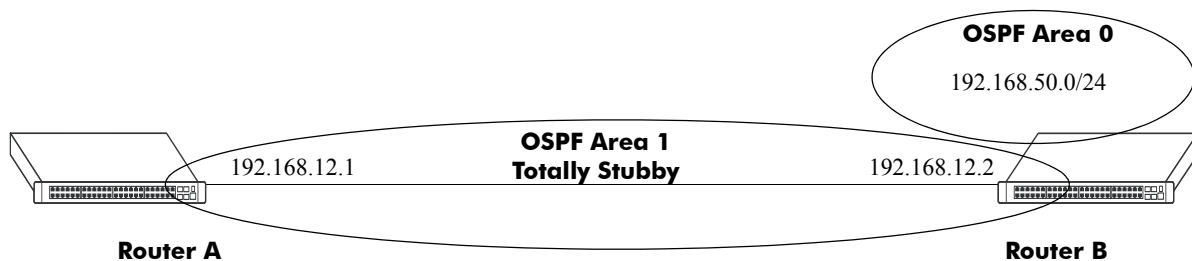 OSPF Area 0
192.168.50.0/24
OSPF Area 1
Totally Stubby
192.168.12.1
192.168.12.2
Router A
Router B